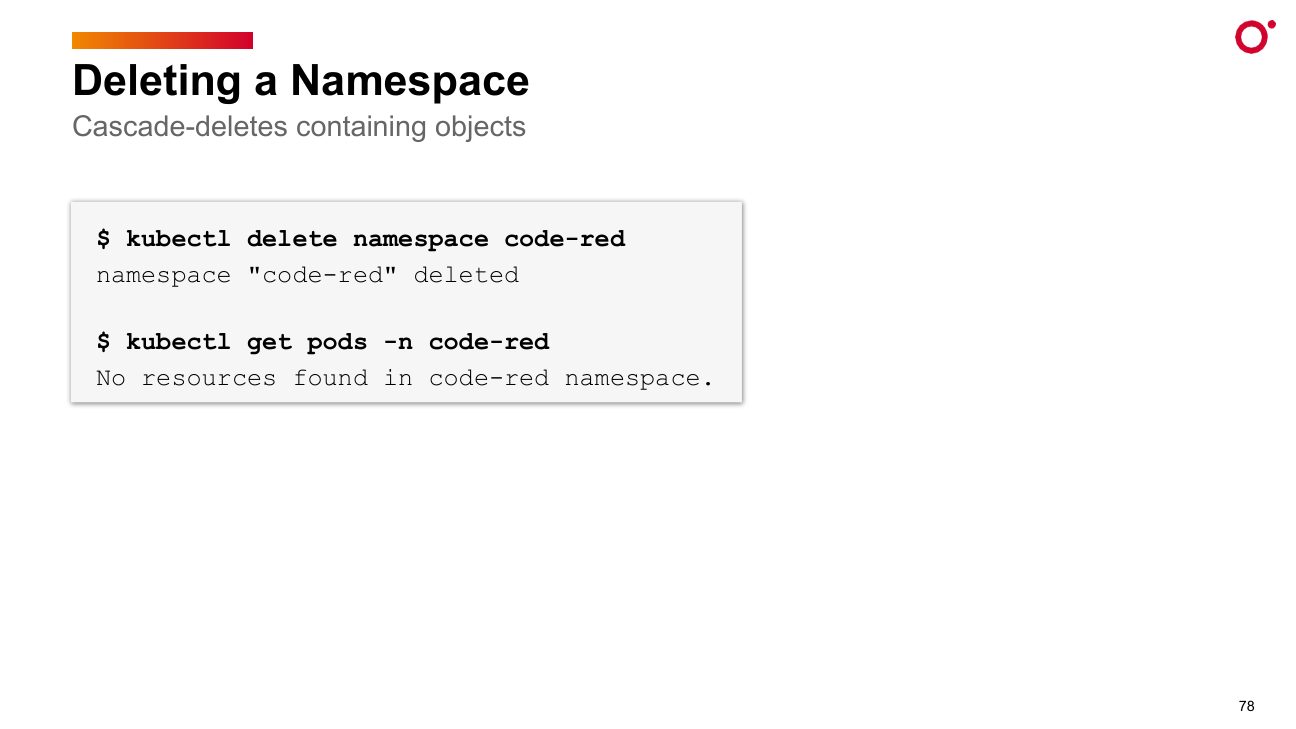 Deleting a Namespace
Cascade-deletes containing objects
$ kubectl delete namespace code-red
namespace "code-red" deleted
$ kubectl get pods -n code-red
No resources found in code-red namespace.
78